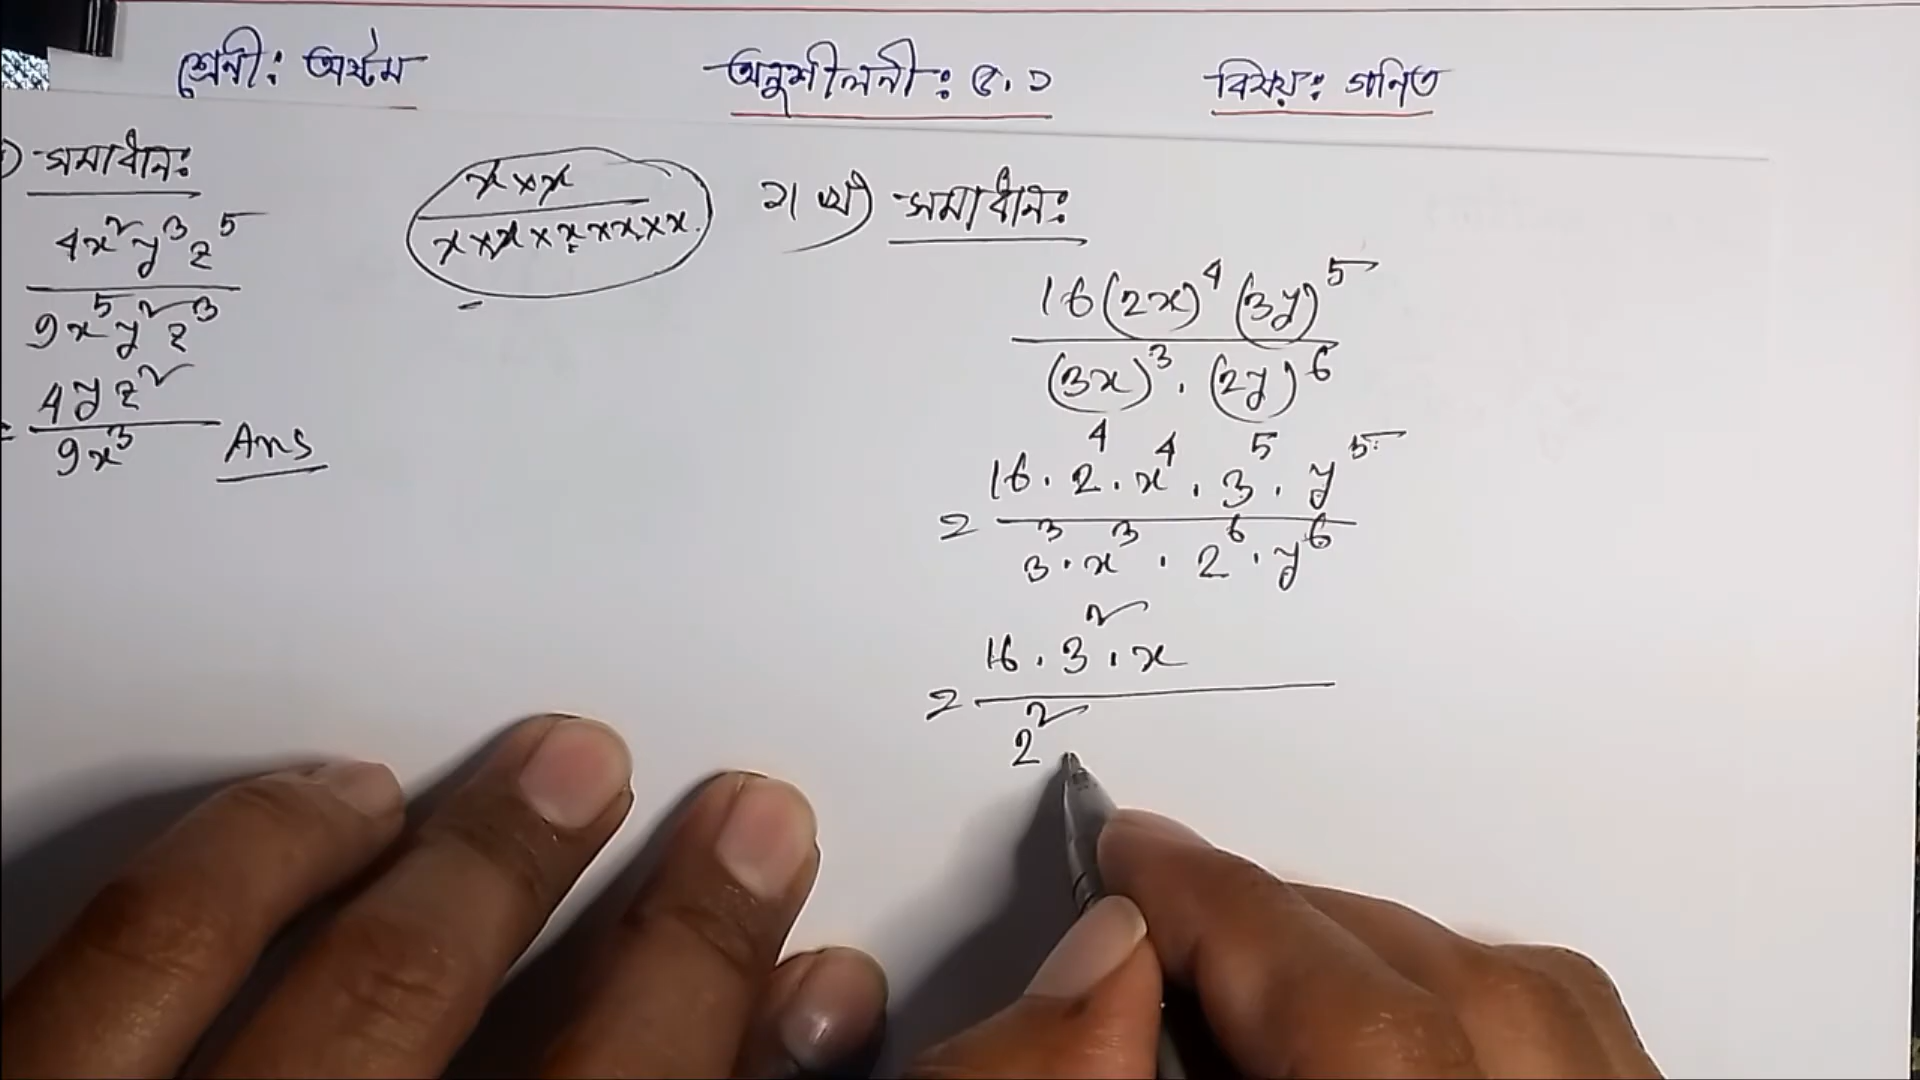 শ্রেনী: অষ্টম
অনুশীলনী: ৫.১
বিষয়: গনিত
) সমাধান:
4x²y³z⁵
9x⁵y²z³
= 4yz²
9x³
Ans
x×x
x×x×x×x×x.
১। খ) সমাধান:
16(2x)⁴(3y)⁵
(3x)³.(2y)⁶
= 16.2⁴.x⁴.3⁵.y⁵
3³.x³.2⁶.y⁶
= 16.3².x
2²